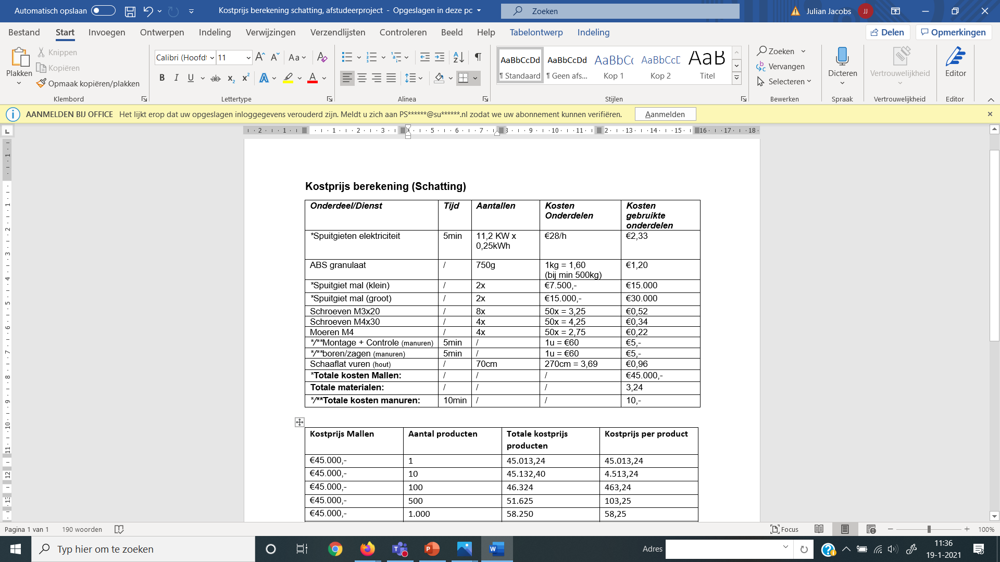 Automatisch opslaan
Kostprijs berekening schatting, afstudeerproject - Opgeslagen in deze pc
Zoeken
Julian Jacobs
JJ
Bestand Start Invoegen Ontwerpen Indeling Verwijzingen Verzendlijsten Controleren Beeld Help Tabelontwerp Indeling
Delen
Opmerkingen
Plakken
Knippen
Kopiëren
Opmaak kopiëren/plakken
Klembord
Calibri (Hoofdt 11
Aa
B I U ab x₂ x² A A
Lettertype
Alinea
AaBbCcDd AaBbCcDd AaBbCc AaBbCcE AaB
¶ Standaard ¶ Geen afs... Kop 1 Kop 2 Titel
Stijlen
Zoeken
Vervangen
Selecteren
Bewerken
Dicteren
Spraak
Vertrouwelijkheid
Vertrouwelijkheid
Editor
Editor
AANMELDEN BIJ OFFICE Het lijkt erop dat uw opgeslagen inloggegevens verouderd zijn. Meldt u zich aan PS******@su******.nl zodat we uw abonnement kunnen verifiëren.
Aanmelden
Kostprijs berekening (Schatting)
Onderdeel/Dienst Tijd Aantallen Kosten Onderdelen Kosten gebruikte onderdelen
*Spuitgieten elektriciteit 5min 11,2 KW x 0,25kWh €28/h €2,33
ABS granulaat / 750g 1kg = 1,60 (bij min 500kg) €1,20
*Spuitgiet mal (klein) / 2x €7.500,- €15.000
*Spuitgiet mal (groot) / 2x €15.000,- €30.000
Schroeven M3x20 / 8x 50x = 3,25 €0,52
Schroeven M4x30 / 4x 50x = 4,25 €0,34
Moeren M4 / 4x 50x = 2,75 €0,22
*/**Montage + Controle (manuren) 5min / 1u = €60 €5,-
*/**boren/zagen (manuren) 5min / 1u = €60 €5,-
Schaaflat vuren (hout) / 70cm 270cm = 3,69 €0,96
*Totale kosten Mallen: / / / €45.000,-
Totale materialen: / / / 3,24
*/**Totale kosten manuren: 10min / / 10,-
Kostprijs Mallen Aantal producten Totale kostprijs producten Kostprijs per product
€45.000,- 1 45.013,24 45.013,24
€45.000,- 10 45.132,40 4.513,24
€45.000,- 100 46.324 463,24
€45.000,- 500 51.625 103,25
€45.000,- 1.000 58.250 58,25
Pagina 1 van 1 190 woorden
Focus
100%
Typ hier om te zoeken
Adres
11:36
19-1-2021